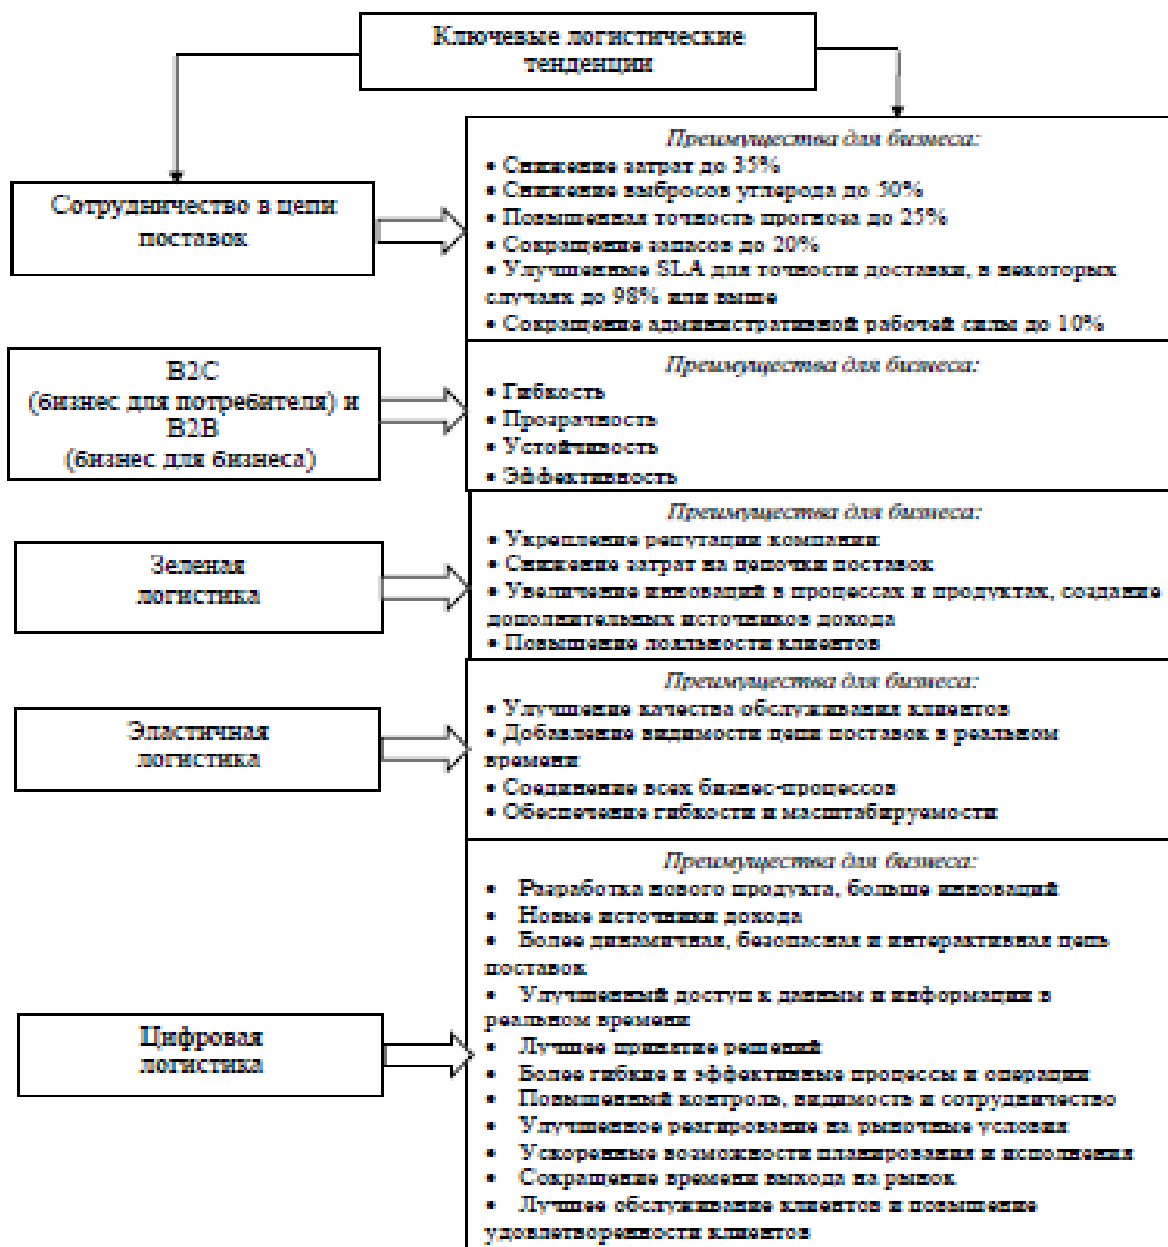 Ключевые логистические
тенденции
Сотрудничество в цепи
поставок
Преимущества для бизнеса:
• Снижение затрат до 35%
• Снижение выбросов углерода до 50%
• Повышенная точность прогноза до 25%
• Сокращение запасов до 20%
• Улучшенные SLA для точности доставки, в некоторых
случаях до 98% или выше
• Сокращение административной рабочей силы до 10%
B2C
(бизнес для потребителя) и
B2B
(бизнес для бизнеса)
Преимущества для бизнеса:
• Гибкость
• Прозрачность
• Устойчивость
• Эффективность
Зеленая
логистика
Преимущества для бизнеса:
• Укрепление репутации компании
• Снижение затрат на цепочки поставок
• Увеличение инноваций в процессах и продуктах, создание
дополнительных источников дохода
• Повышение лояльности клиентов
Эластичная
логистика
Преимущества для бизнеса:
• Улучшение качества обслуживания клиентов
• Добавление видимости цепи поставок в реальном
времени
• Соединение всех бизнес-процессов
• Обеспечение гибкости и масштабируемости
Цифровая
логистика
Преимущества для бизнеса:
• Разработка нового продукта, больше инноваций
• Новые источники дохода
• Более динамичная, безопасная и интерактивная цепь
поставок
• Улучшенный доступ к данным и информации в
реальном времени
• Лучшее принятие решений
• Более гибкие и эффективные процессы и операции
• Повышенный контроль, видимость и сотрудничество
• Улучшенное реагирование на рыночные условия
• Ускоренные возможности планирования и исполнения
• Сокращение времени выхода на рынок
• Лучшее обслуживание клиентов и повышение
удовлетворенности клиентов